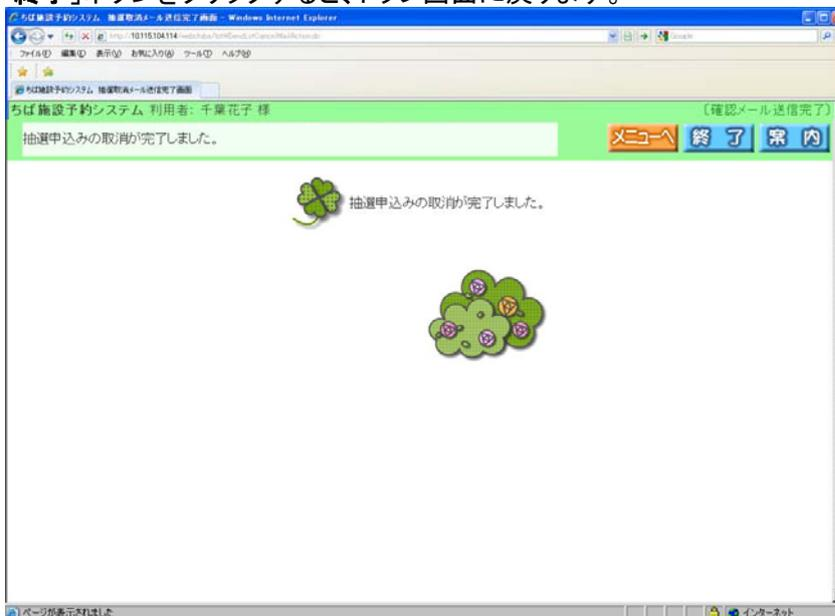 終了」ボタンをクリックすると、トップ画面に戻ります。
ちば施設予約システム 抽選取消メール送信完了画面 - Windows Internet Explorer
ファイル(F) 編集(E) 表示(V) お気に入り(A) ツール(T) ヘルプ(H)
ちば施設予約システム 抽選取消メール送信完了画面
ちば施設予約システム 利用者: 千葉花子 様 〔確認メール送信完了〕
抽選申込みの取消が完了しました。 メニューへ 終了 案内
抽選申込みの取消が完了しました。
ページが表示されました インターネット